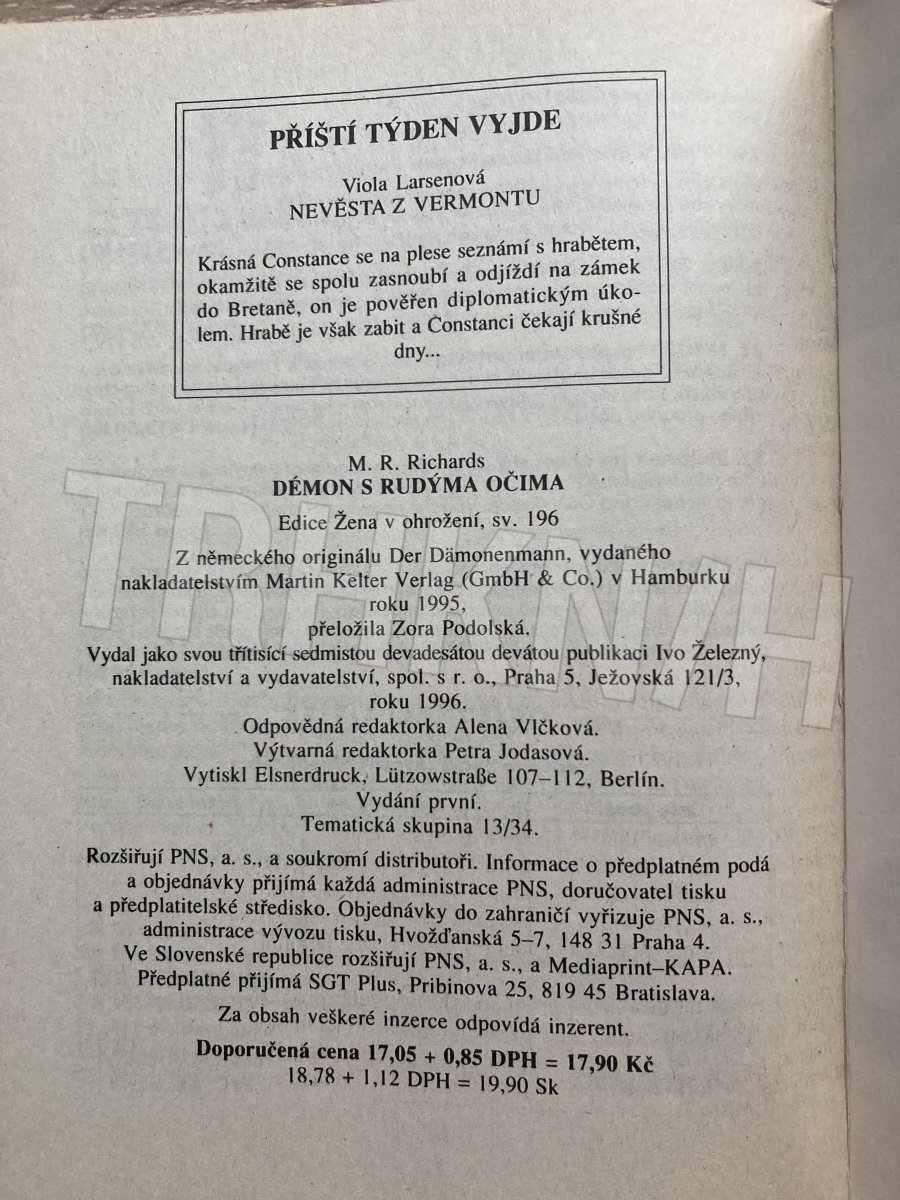 PŘÍŠTÍ TÝDEN VYJDE
Viola Larsenová
NEVĚSTA Z VERMONTU
Krásná Constance se na plese seznámí s hrabětem,
okamžitě se spolu zasnoubí a odjíždí na zámek
do Bretaně, on je pověřen diplomatickým úko-
lem. Hrabě je však zabit a Constanci čekají krušné
dny...
M. R. Richards
DÉMON S RUDÝMA OČIMA
Edice Žena v ohrožení, sv. 196
Z německého originálu Der Dämonenmann, vydaného
nakladatelstvím Martin Kelter Verlag (GmbH & Co.) v Hamburku
roku 1995,
přeložila Zora Podolská.
Vydal jako svou třítisící sedmistou devadesátou devátou publikaci Ivo Železný,
nakladatelství a vydavatelství, spol. s r. o., Praha 5, Ježovská 121/3,
roku 1996.
Odpovědná redaktorka Alena Vlčková.
Výtvarná redaktorka Petra Jodasová.
Vytiskl Elsnerdruck, Lützowstraße 107–112, Berlín.
Vydání první.
Tematická skupina 13/34.
Rozšiřují PNS, a. s., a soukromí distributoři. Informace o předplatném podá
a objednávky přijímá každá administrace PNS, doručovatel tisku
a předplatitelské středisko. Objednávky do zahraničí vyřizuje PNS, a. s.,
administrace vývozu tisku, Hvožďanská 5–7, 148 31 Praha 4.
Ve Slovenské republice rozšiřují PNS, a. s., a Mediaprint–KAPA.
Předplatné přijímá SGT Plus, Pribinova 25, 819 45 Bratislava.
Za obsah veškeré inzerce odpovídá inzerent.
Doporučená cena 17,05 + 0,85 DPH = 17,90 Kč
18,78 + 1,12 DPH = 19,90 Sk
TRHKNIH